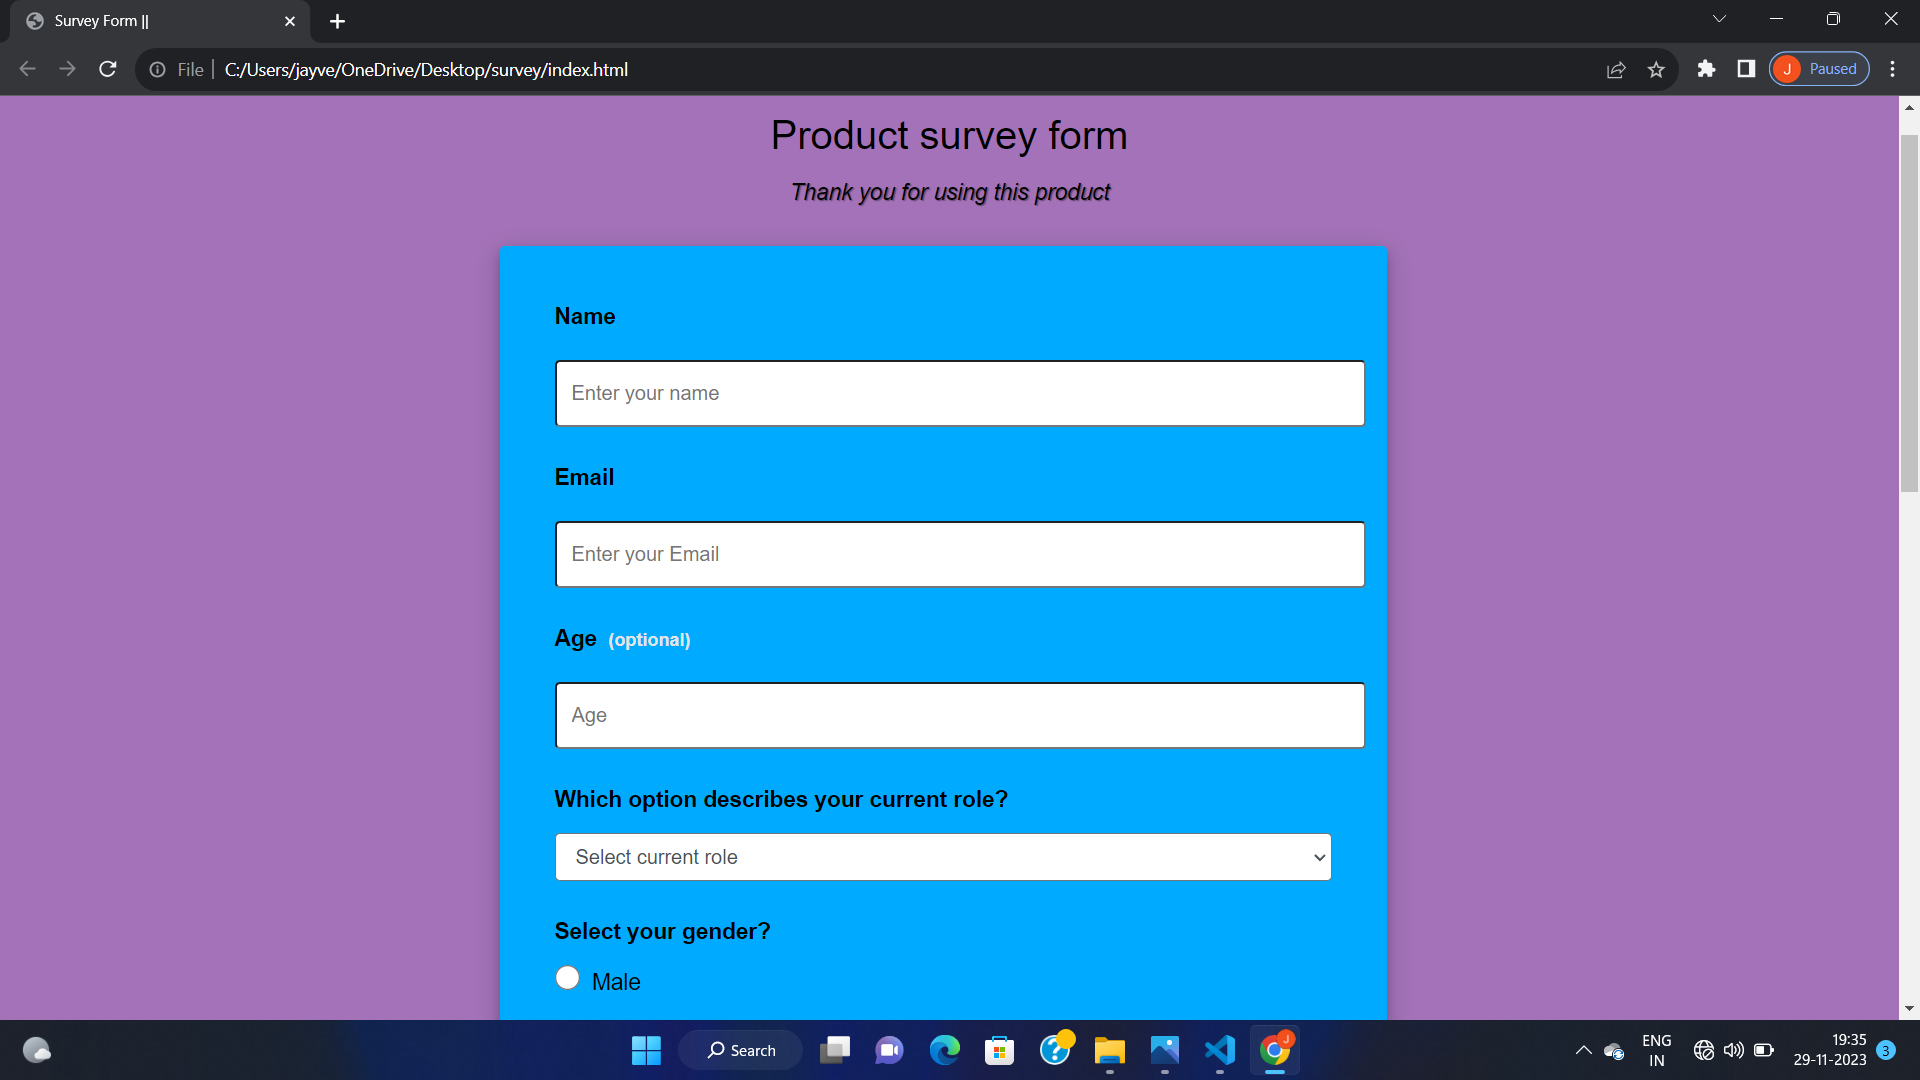 Survey Form ||
File
C:/Users/jayve/OneDrive/Desktop/survey/index.html
J Paused
Product survey form
Thank you for using this product
Name
Enter your name
Email
Enter your Email
Age (optional)
Age
Which option describes your current role?
Select current role
Select your gender?
Male
Search
J
ENG
IN
19:35
29-11-2023
3